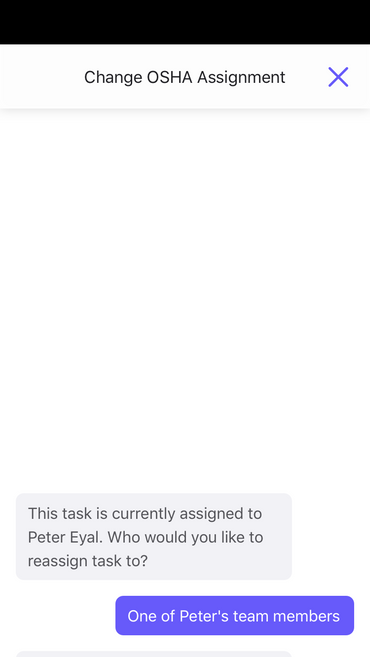 Change OSHA Assignment
This task is currently assigned to
Peter Eyal. Who would you like to
reassign task to?
One of Peter's team members